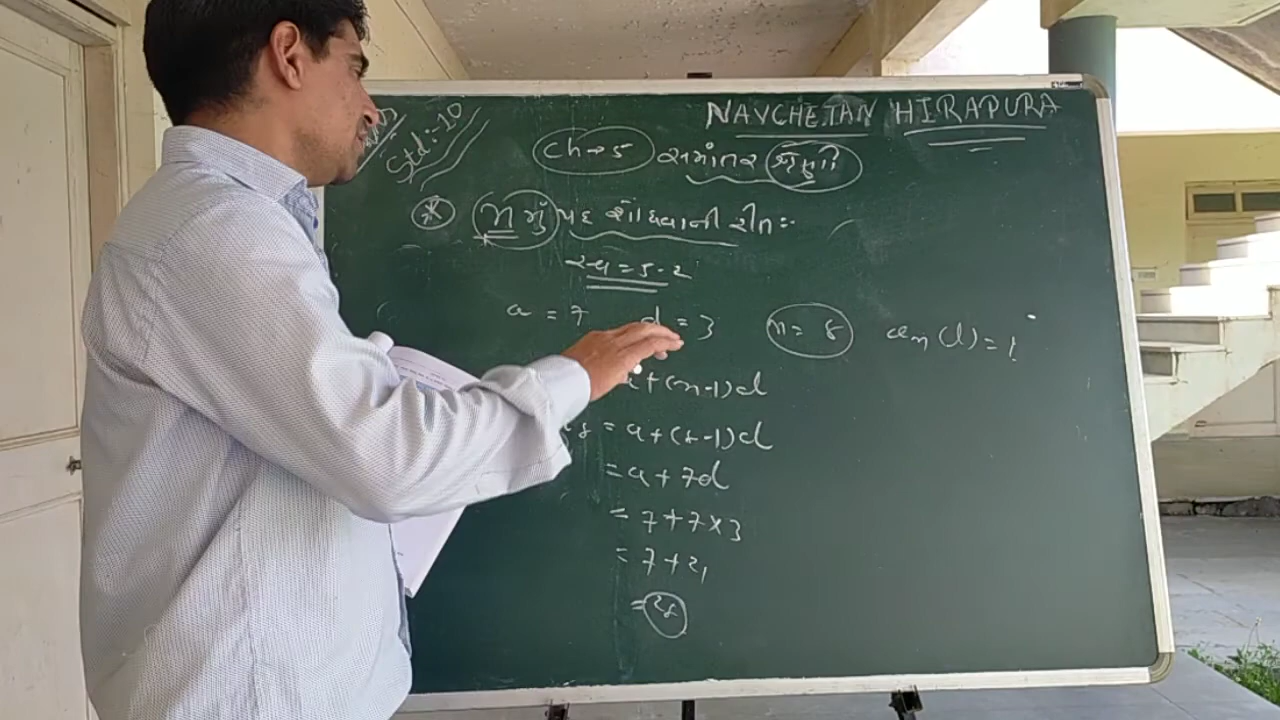 NAVCHETAN HIRAPURA
Std:-10
Ch → 5 સમાંતર શ્રેણી
* n મું પદ શોધવાની રીત :-
સ્વા = 5.2
a = 7 d = 3 n = 8 an (l) = ?
a + (n-1)d
8 = a + (8-1)d
= a + 7d
= 7 + 7 × 3
= 7 + 21
= 28